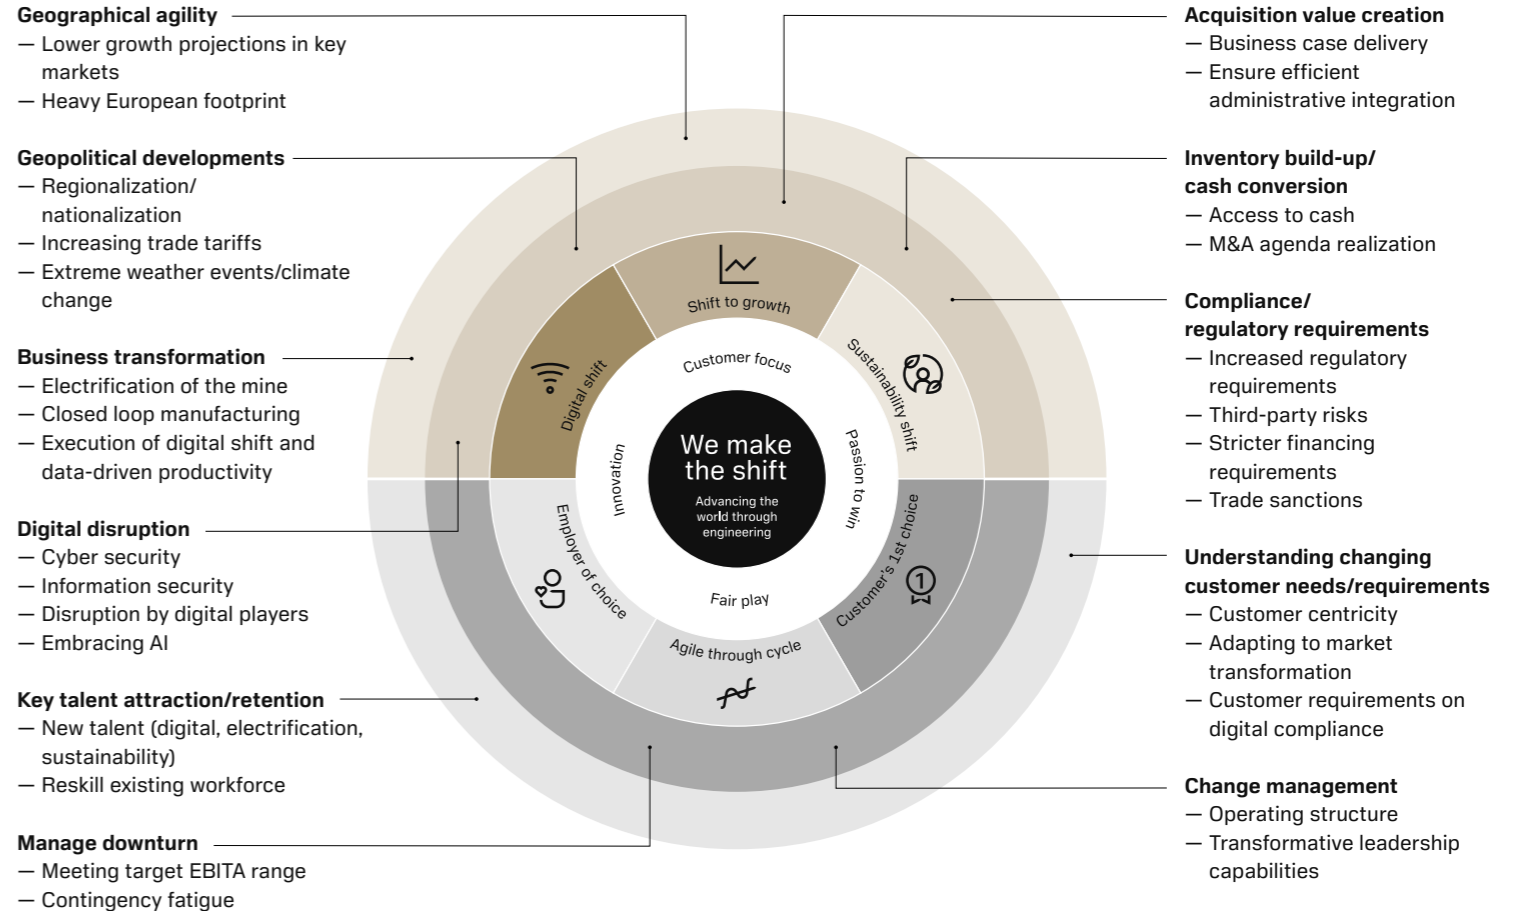 Geographical agility
— Lower growth projections in key
markets
— Heavy European footprint
Geopolitical developments
— Regionalization/
nationalization
— Increasing trade tariffs
— Extreme weather events/climate
change
Business transformation
— Electrification of the mine
— Closed loop manufacturing
— Execution of digital shift and
data-driven productivity
Digital disruption
— Cyber security
— Information security
— Disruption by digital players
— Embracing AI
Key talent attraction/retention
— New talent (digital, electrification,
sustainability)
— Reskill existing workforce
Manage downturn
— Meeting target EBITA range
— Contingency fatigue
Shift to growth
Digital shift
Sustainability shift
Customer focus
Innovation
Passion to win
Fair play
We make
the shift
Advancing the
world through
engineering
Employer of choice
Agile through cycle
Customer's 1st choice
1
Acquisition value creation
— Business case delivery
— Ensure efficient
administrative integration
Inventory build-up/
cash conversion
— Access to cash
— M&A agenda realization
Compliance/
regulatory requirements
— Increased regulatory
requirements
— Third-party risks
— Stricter financing
requirements
— Trade sanctions
Understanding changing
customer needs/requirements
— Customer centricity
— Adapting to market
transformation
— Customer requirements on
digital compliance
Change management
— Operating structure
— Transformative leadership
capabilities